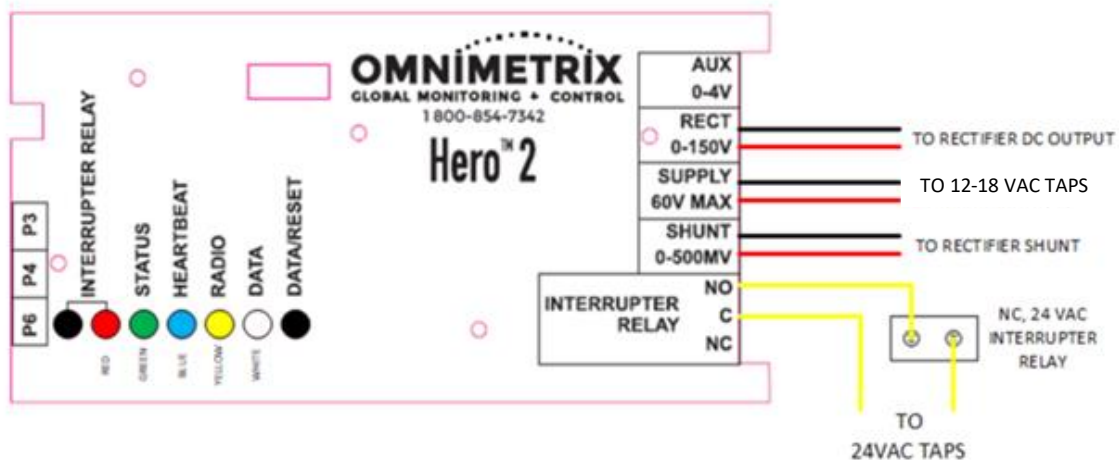 OMNIMETRIX
GLOBAL MONITORING + CONTROL
1 800-854-7342
Hero™ 2
AUX
0-4V
RECT
0-150V
SUPPLY
60V MAX
SHUNT
0-500MV
INTERRUPTER
RELAY
NO
C
NC
TO RECTIFIER DC OUTPUT
TO 12-18 VAC TAPS
TO RECTIFIER SHUNT
NC, 24 VAC
INTERRUPTER
RELAY
TO
24VAC TAPS
P3
P4
P6
INTERRUPTER RELAY
STATUS
HEARTBEAT
RADIO
DATA
DATA/RESET
RED
GREEN
BLUE
YELLOW
WHITE